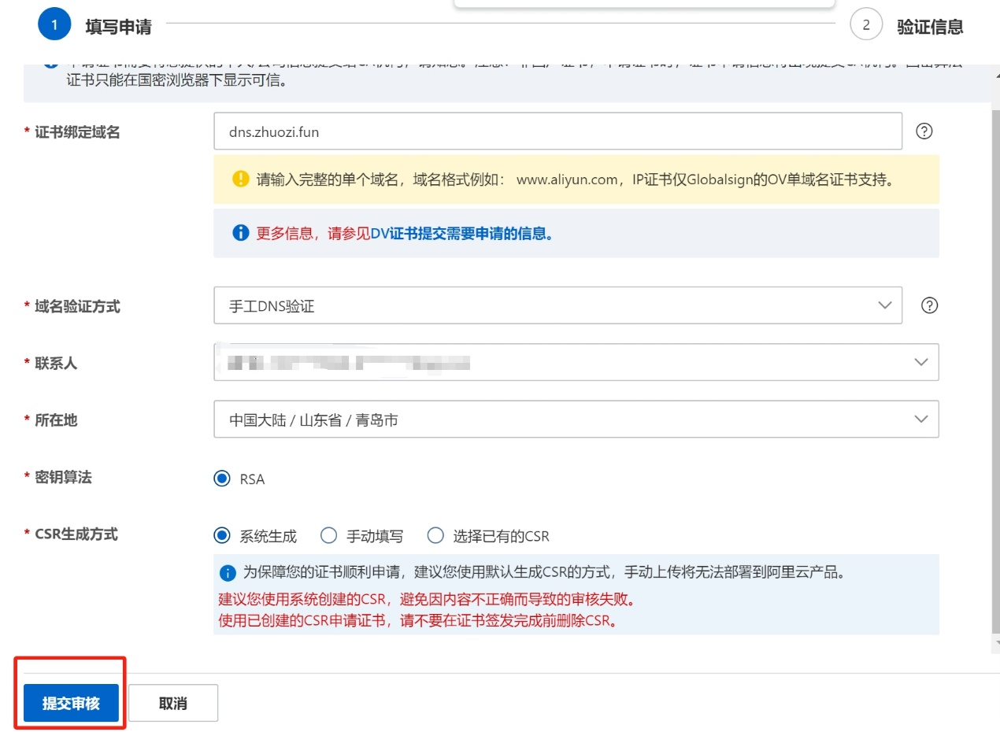 1
填写申请
2
验证信息
证书只能在国密浏览器下显示可信。
* 证书绑定域名
dns.zhuozi.fun
?
! 请输入完整的单个域名，域名格式例如： www.aliyun.com，IP证书仅Globalsign的OV单域名证书支持。
i 更多信息，请参见DV证书提交需要申请的信息。
* 域名验证方式
手工DNS验证
?
* 联系人
* 所在地
中国大陆 / 山东省 / 青岛市
* 密钥算法
RSA
* CSR生成方式
系统生成 手动填写 选择已有的CSR
i 为保障您的证书顺利申请，建议您使用默认生成CSR的方式，手动上传将无法部署到阿里云产品。
建议您使用系统创建的CSR，避免因内容不正确而导致的审核失败。
使用已创建的CSR申请证书，请不要在证书签发完成前删除CSR。
提交审核
取消